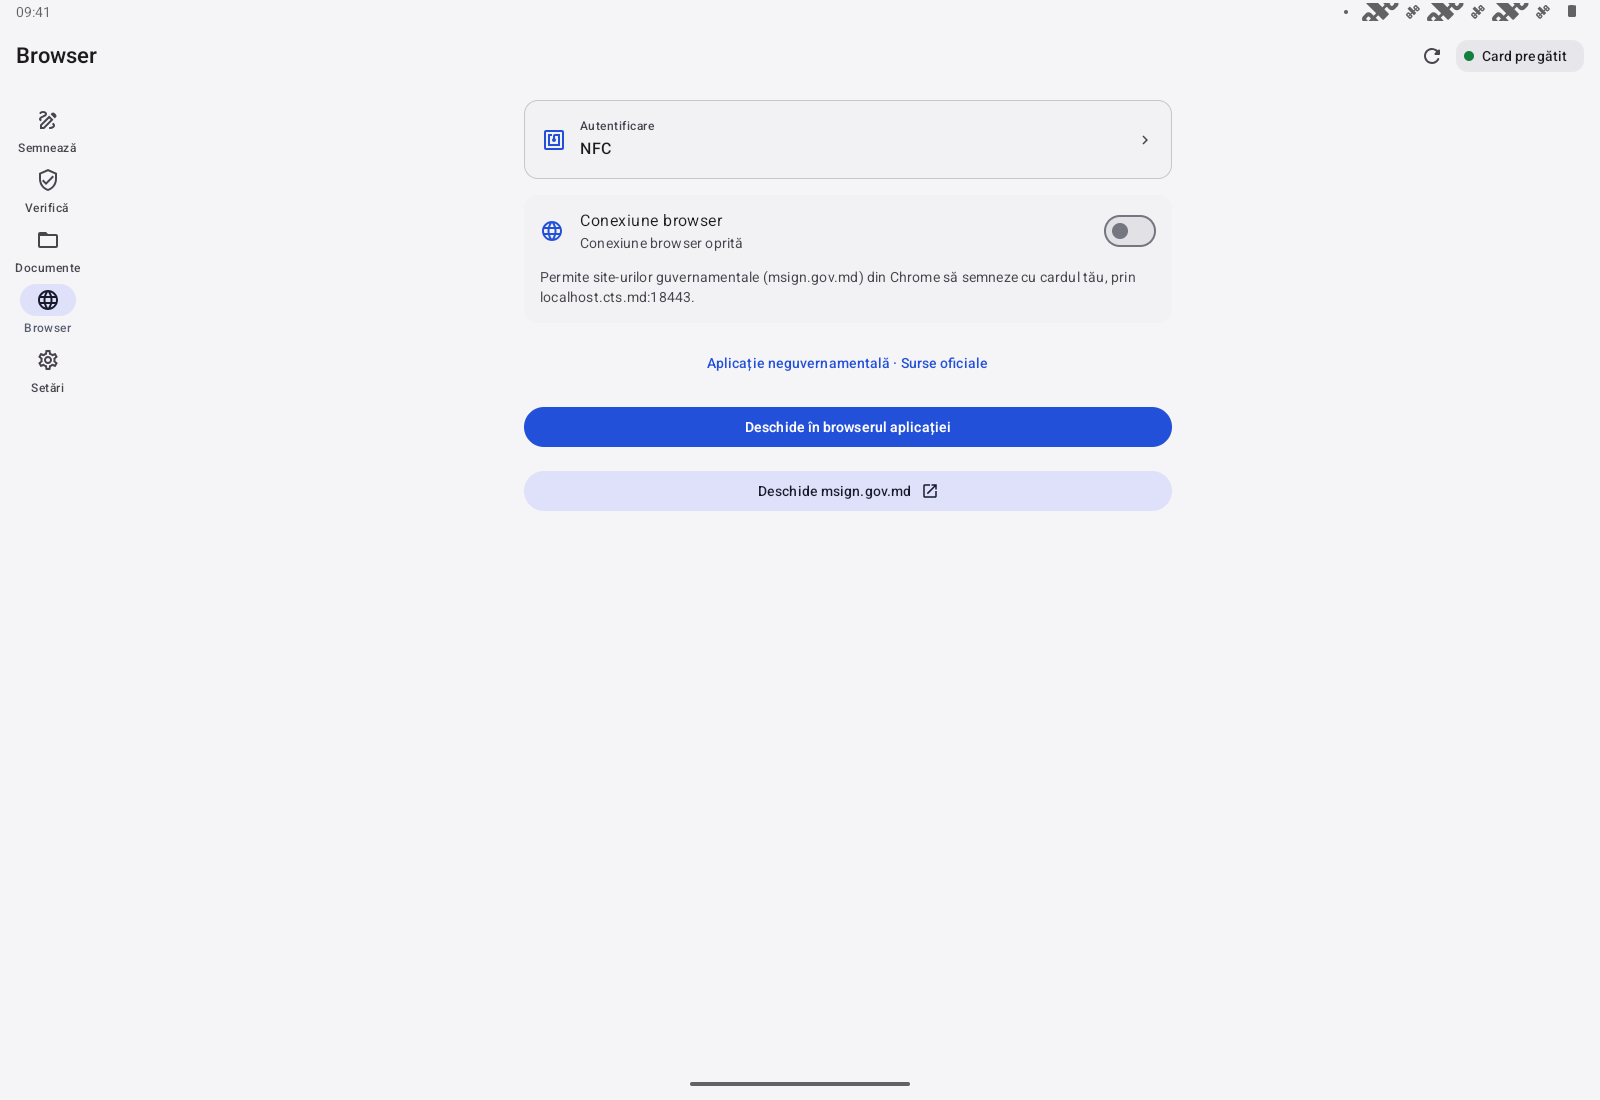 09:41
Browser
Card pregătit
Semnează
Verifică
Documente
Browser
Setări
Autentificare
NFC
Conexiune browser
Conexiune browser oprită
Permite site-urilor guvernamentale (msign.gov.md) din Chrome să semneze cu cardul tău, prin
localhost.cts.md:18443.
Aplicație neguvernamentală · Surse oficiale
Deschide în browserul aplicației
Deschide msign.gov.md